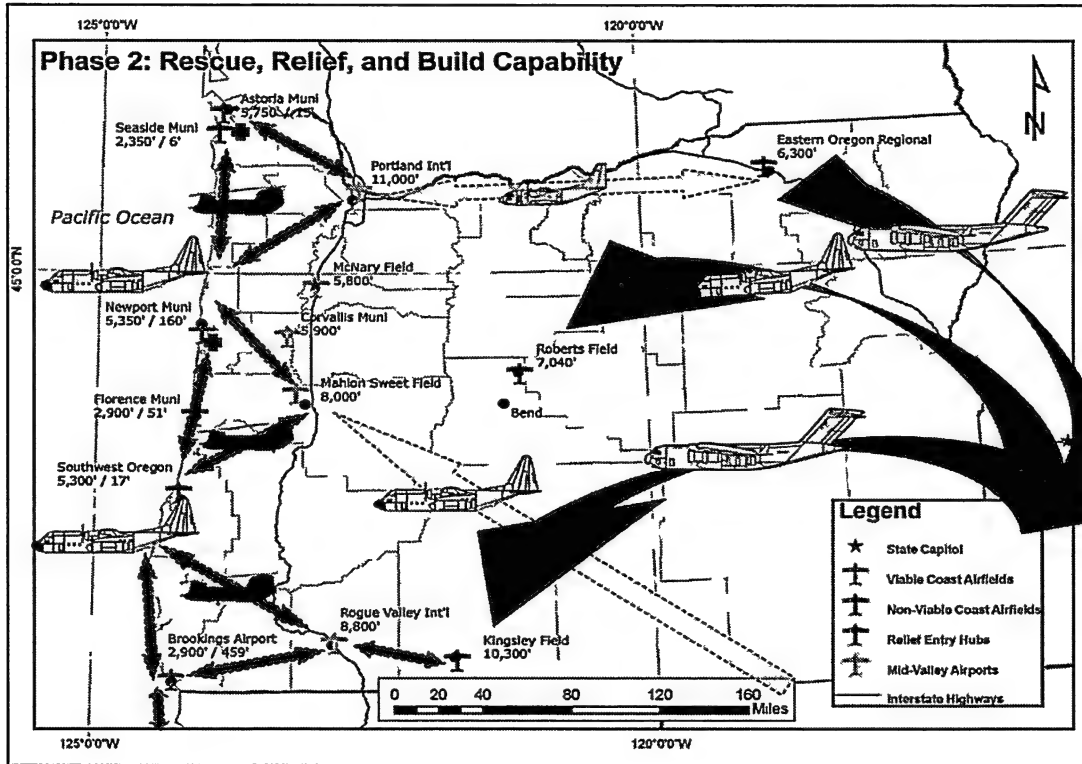 125°0'0"W
120°0'0"W
Phase 2: Rescue, Relief, and Build Capability
N
Astoria Muni
5,750' / 15'
Seaside Muni
2,350' / 6'
Portland Int'l
11,000'
Eastern Oregon Regional
6,300'
Pacific Ocean
45°0'0"N
McNary Field
5,800'
Newport Muni
5,350' / 160'
Corvallis Muni
5,900'
Roberts Field
7,040'
Mahlon Sweet Field
8,000'
Florence Muni
2,900' / 51'
Bend
Southwest Oregon
5,300' / 17'
Rogue Valley Int'l
8,800'
Brookings Airport
2,900' / 459'
Kingsley Field
10,300'
Legend
State Capitol
Viable Coast Airfields
Non-Viable Coast Airfields
Relief Entry Hubs
Mid-Valley Airports
Interstate Highways
0 20 40 80 120 160
Miles
125°0'0"W
120°0'0"W